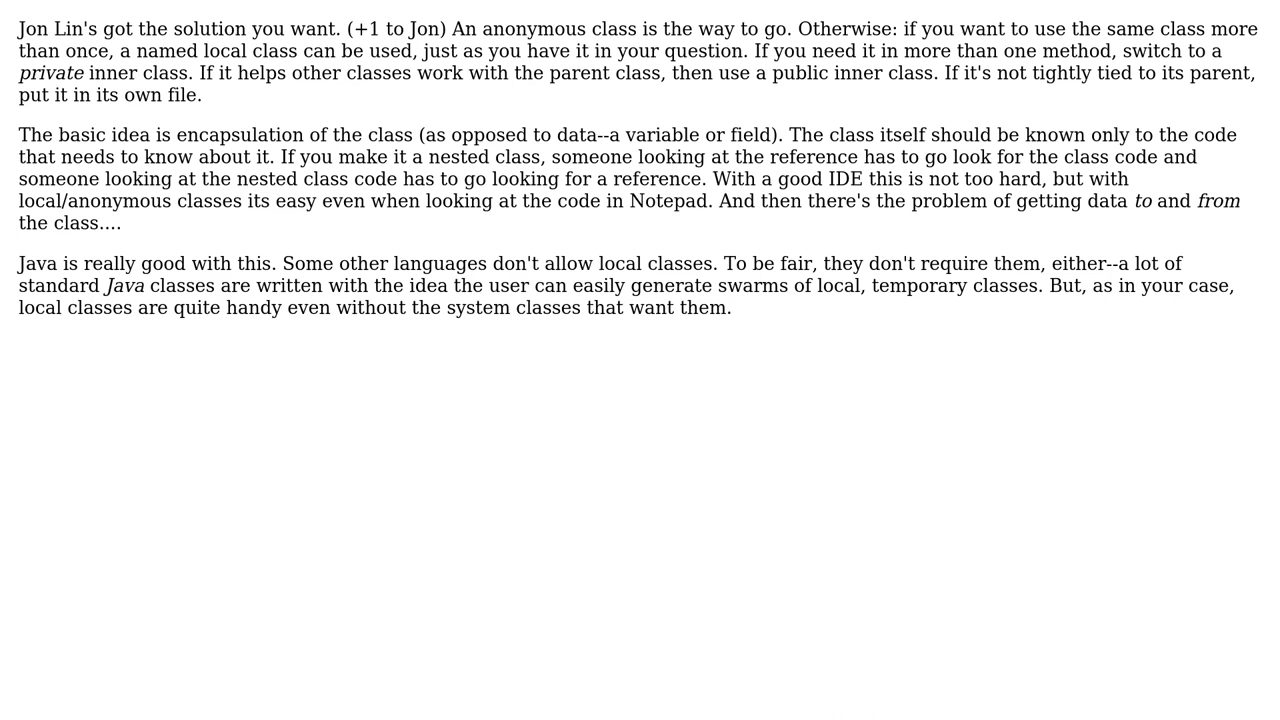 Jon Lin's got the solution you want. (+1 to Jon) An anonymous class is the way to go. Otherwise: if you want to use the same class more
than once, a named local class can be used, just as you have it in your question. If you need it in more than one method, switch to a
private inner class. If it helps other classes work with the parent class, then use a public inner class. If it's not tightly tied to its parent,
put it in its own file.
The basic idea is encapsulation of the class (as opposed to data--a variable or field). The class itself should be known only to the code
that needs to know about it. If you make it a nested class, someone looking at the reference has to go look for the class code and
someone looking at the nested class code has to go looking for a reference. With a good IDE this is not too hard, but with
local/anonymous classes its easy even when looking at the code in Notepad. And then there's the problem of getting data to and from
the class....
Java is really good with this. Some other languages don't allow local classes. To be fair, they don't require them, either--a lot of
standard Java classes are written with the idea the user can easily generate swarms of local, temporary classes. But, as in your case,
local classes are quite handy even without the system classes that want them.